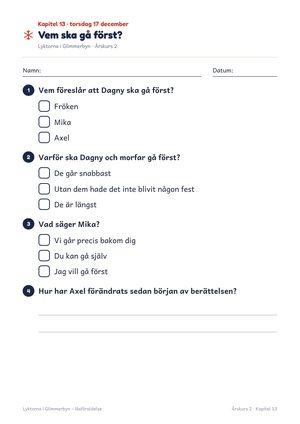 Kapitel 13 · torsdag 17 december
Vem ska gå först?
Lyktorna i Glimmerbyn · Årskurs 2
Namn:
Datum:
1 Vem föreslår att Dagny ska gå först?
Fröken
Mika
Axel
2 Varför ska Dagny och morfar gå först?
De går snabbast
Utan dem hade det inte blivit någon fest
De är längst
3 Vad säger Mika?
Vi går precis bakom dig
Du kan gå själv
Jag vill gå först
4 Hur har Axel förändrats sedan början av berättelsen?
Lyktorna i Glimmerbyn – läsförståelse
Årskurs 2 · Kapitel 13